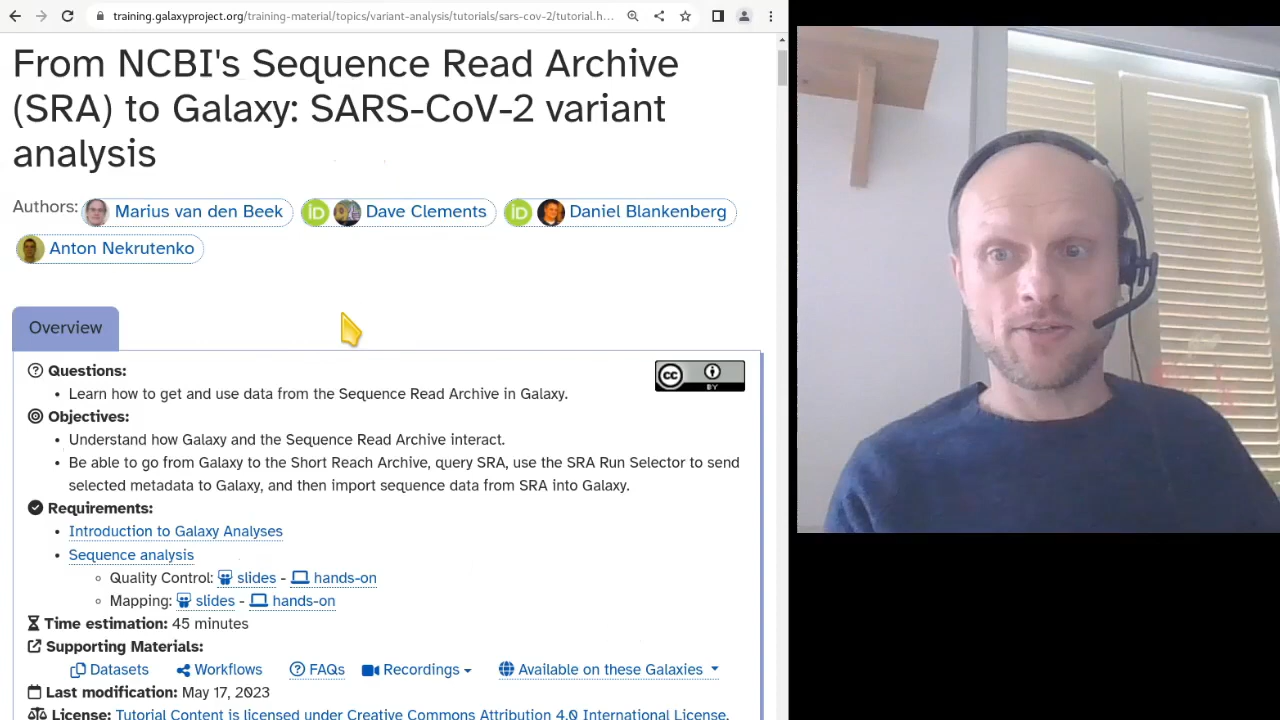 training.galaxyproject.org/training-material/topics/variant-analysis/tutorials/sars-cov-2/tutorial.h...
From NCBI's Sequence Read Archive
(SRA) to Galaxy: SARS-CoV-2 variant
analysis
Authors: Marius van den Beek iD Dave Clements iD Daniel Blankenberg
Anton Nekrutenko
Overview
Questions:
cc BY
• Learn how to get and use data from the Sequence Read Archive in Galaxy.
Objectives:
• Understand how Galaxy and the Sequence Read Archive interact.
• Be able to go from Galaxy to the Short Reach Archive, query SRA, use the SRA Run Selector to send
selected metadata to Galaxy, and then import sequence data from SRA into Galaxy.
Requirements:
• Introduction to Galaxy Analyses
• Sequence analysis
◦ Quality Control: slides - hands-on
◦ Mapping: slides - hands-on
Time estimation: 45 minutes
Supporting Materials:
Datasets Workflows FAQs Recordings Available on these Galaxies
Last modification: May 17, 2023
License: Tutorial Content is licensed under Creative Commons Attribution 4.0 International License.